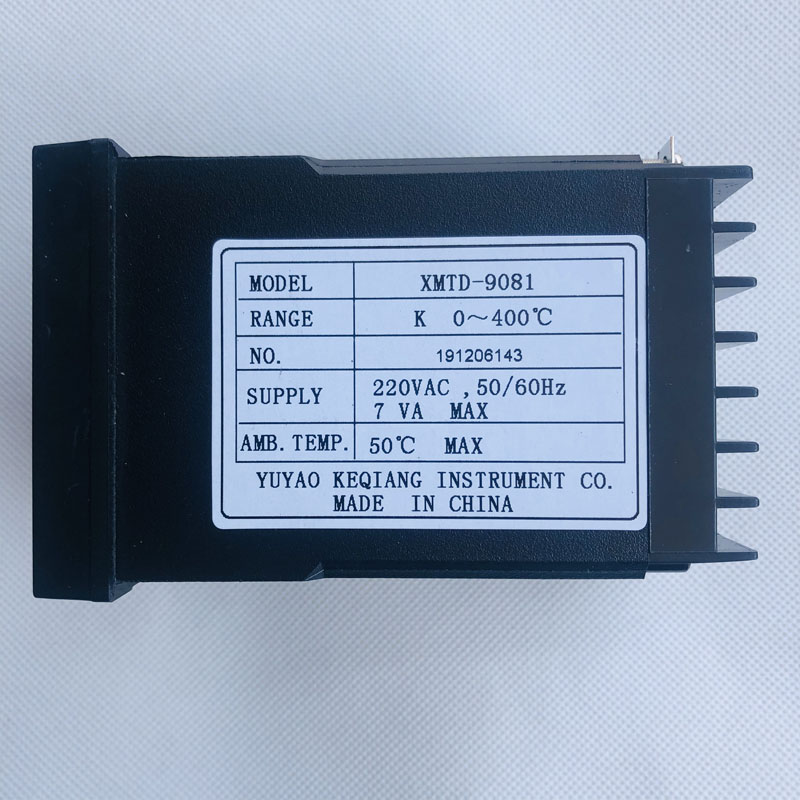 MODEL XMTD-9081
RANGE K 0～400℃
NO. 191206143
SUPPLY 220VAC ,50/60Hz
7 VA MAX
AMB. TEMP. 50℃ MAX
YUYAO KEQIANG INSTRUMENT CO.
MADE IN CHINA